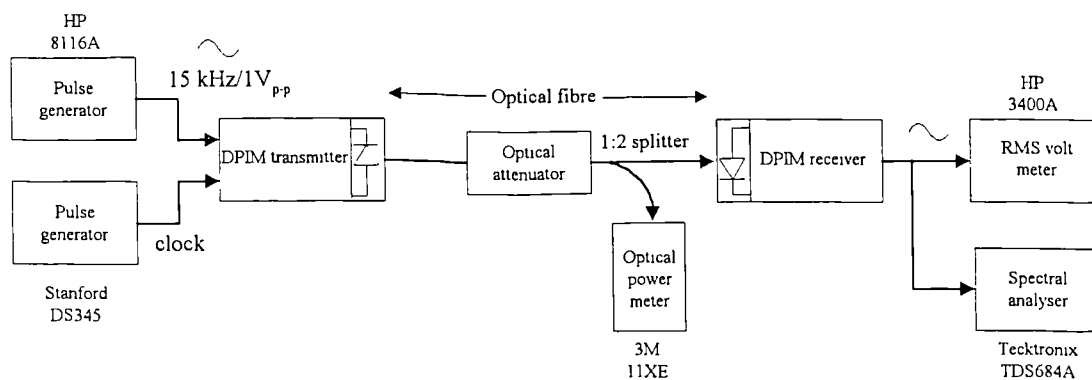 HP
8116A
Pulse
generator
15 kHz/1Vp-p
Pulse
generator
clock
Stanford
DS345
DPIM transmitter
Optical fibre
Optical
attenuator
1:2 splitter
Optical
power
meter
3M
11XE
DPIM receiver
HP
3400A
RMS volt
meter
Spectral
analyser
Tecktronix
TDS684A